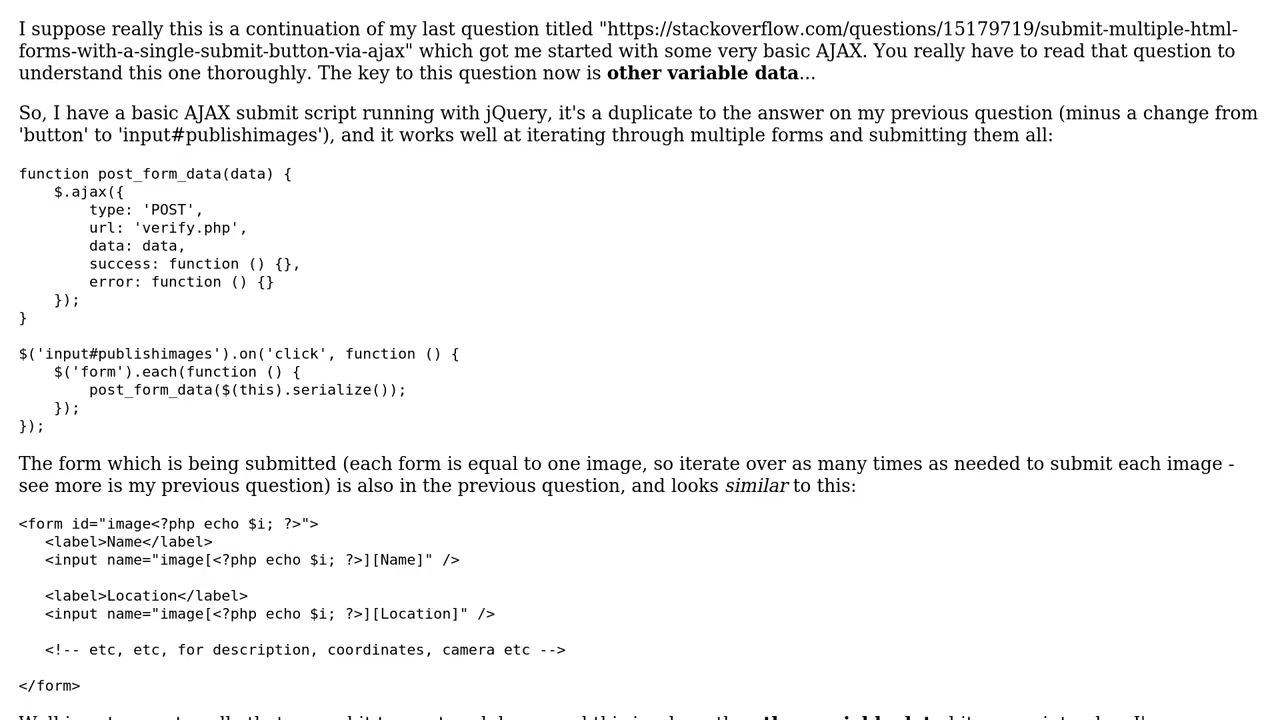 I suppose really this is a continuation of my last question titled "https://stackoverflow.com/questions/15179719/submit-multiple-html-
forms-with-a-single-submit-button-via-ajax" which got me started with some very basic AJAX. You really have to read that question to
understand this one thoroughly. The key to this question now is other variable data...
So, I have a basic AJAX submit script running with jQuery, it's a duplicate to the answer on my previous question (minus a change from
'button' to 'input#publishimages'), and it works well at iterating through multiple forms and submitting them all:
function post_form_data(data) {
    $.ajax({
        type: 'POST',
        url: 'verify.php',
        data: data,
        success: function () {},
        error: function () {}
    });
}
$('input#publishimages').on('click', function () {
    $('form').each(function () {
        post_form_data($(this).serialize());
    });
});
The form which is being submitted (each form is equal to one image, so iterate over as many times as needed to submit each image -
see more is my previous question) is also in the previous question, and looks similar to this:
<form id="image<?php echo $i; ?>">
   <label>Name</label>
   <input name="image[<?php echo $i; ?>][Name]" />
   <label>Location</label>
   <input name="image[<?php echo $i; ?>][Location]" />
   <!-- etc, etc, for description, coordinates, camera etc -->
</form>